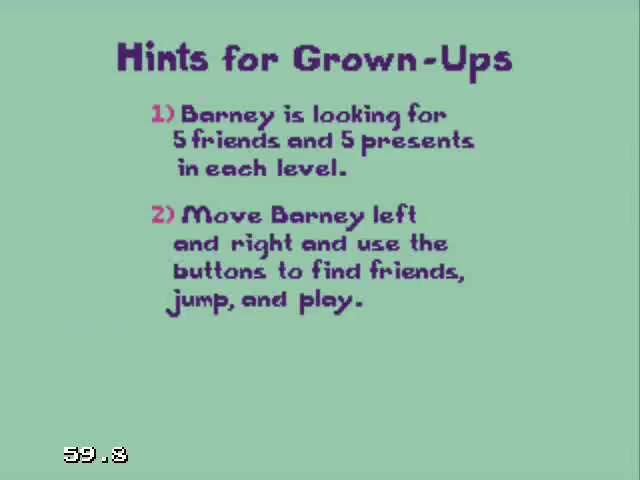 Hints for Grown-Ups
1) Barney is looking for
5 friends and 5 presents
in each level.
2) Move Barney left
and right and use the
buttons to find friends,
jump, and play.
59.8